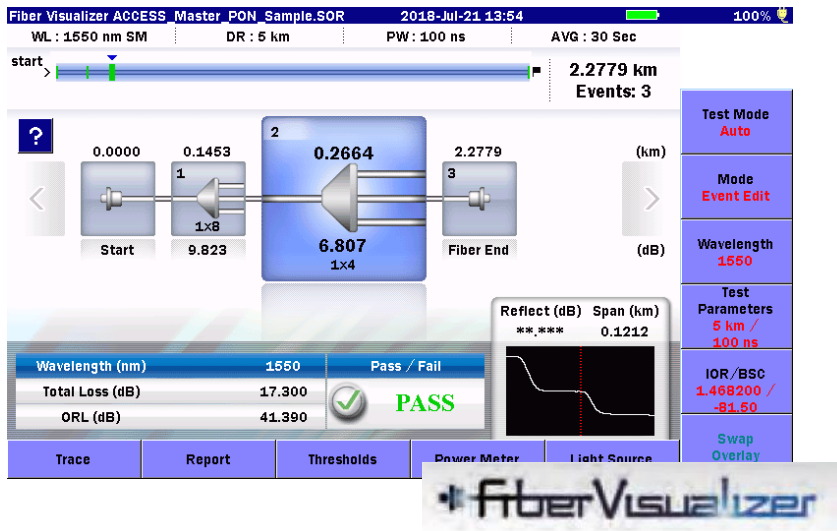 Fiber Visualizer ACCESS_Master_PON_Sample.SOR 2018-Jul-21 13:54 100%
WL : 1550 nm SM DR : 5 km PW : 100 ns AVG : 30 Sec
start
2.2779 km
Events: 3
?
0.0000 0.1453 0.2664 2.2779 (km)
1 2 3
1x8
Start 9.823 6.807 Fiber End (dB)
1x4
Reflect (dB) Span (km)
**.*** 0.1212
Wavelength (nm) 1550 Pass / Fail
Total Loss (dB) 17.300 PASS
ORL (dB) 41.390
Test Mode
Auto
Mode
Event Edit
Wavelength
1550
Test
Parameters
5 km /
100 ns
IOR/BSC
1.468200 /
-81.50
Swap
Overlay
Trace Report Thresholds Power Meter Light Source
FiberVisualizer